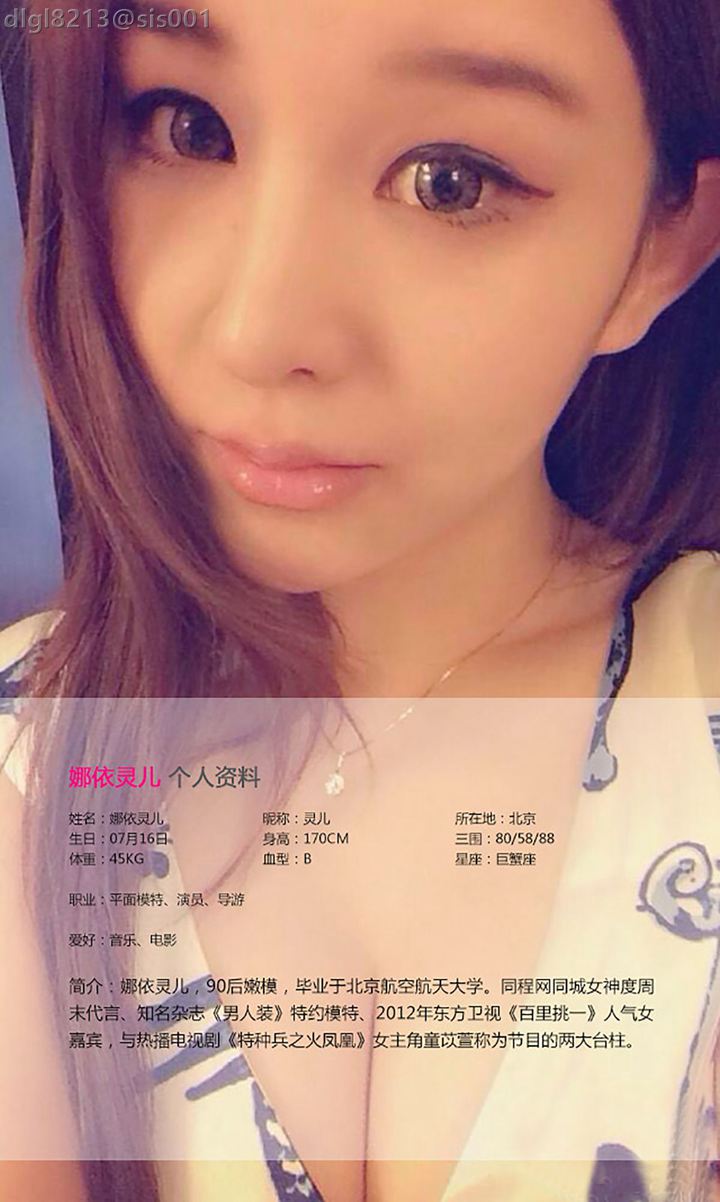 dlgl8213@sis001
娜依灵儿 个人资料
姓名：娜依灵儿 昵称：灵儿 所在地：北京
生日：07月16日 身高：170CM 三围：80/58/88
体重：45KG 血型：B 星座：巨蟹座
职业：平面模特、演员、导游
爱好：音乐、电影
简介：娜依灵儿，90后嫩模，毕业于北京航空航天大学。同程网同城女神度周
末代言、知名杂志《男人装》特约模特、2012年东方卫视《百里挑一》人气女
嘉宾，与热播电视剧《特种兵之火凤凰》女主角童苡萱称为节目的两大台柱。